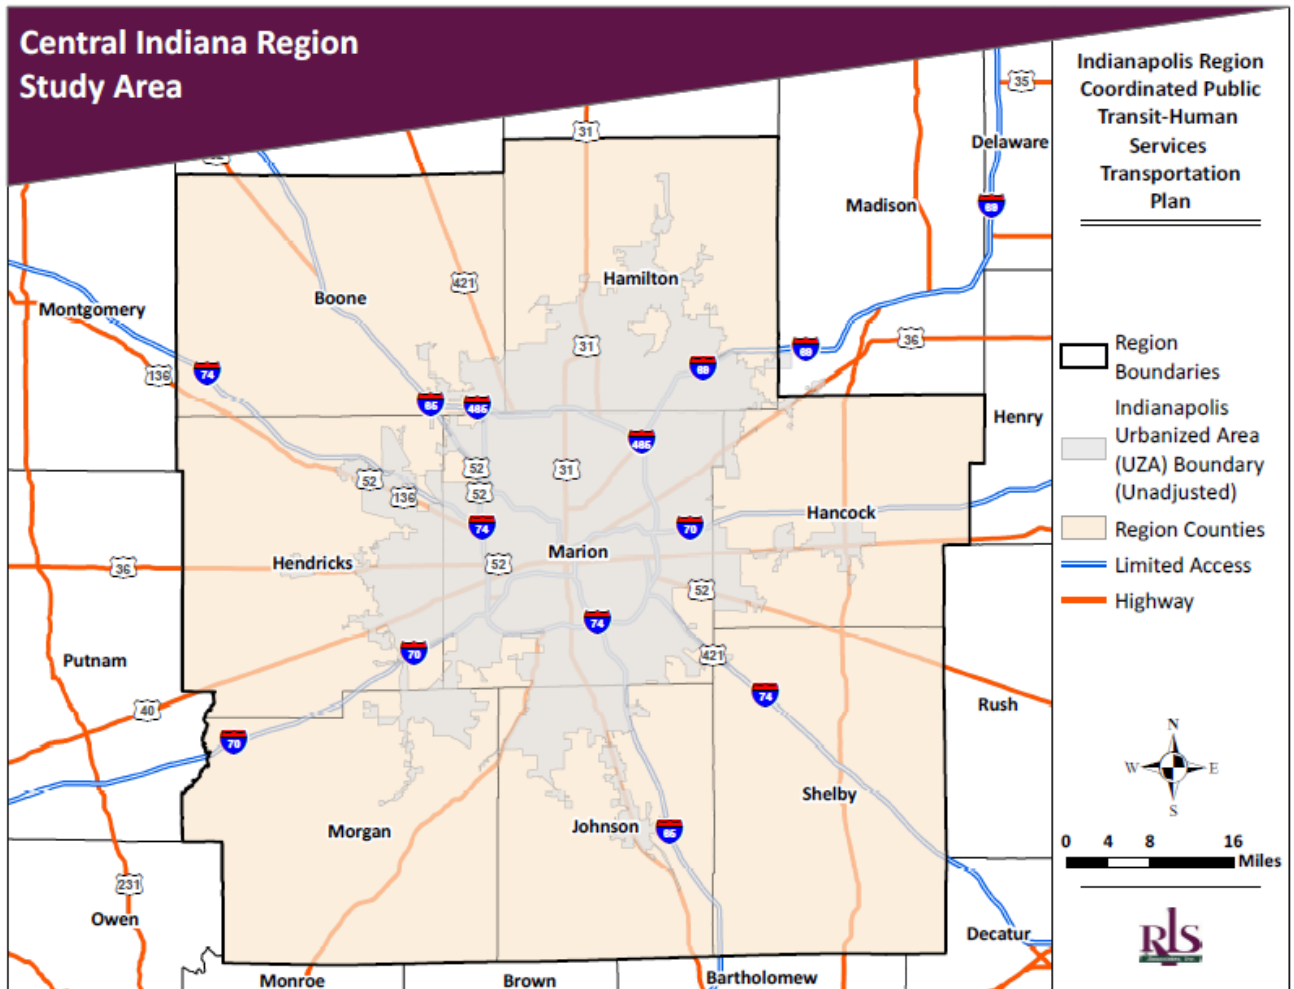 Central Indiana Region
Study Area
Indianapolis Region
Coordinated Public
Transit-Human
Services
Transportation
Plan
Region
Boundaries
Indianapolis
Urbanized Area
(UZA) Boundary
(Unadjusted)
Region Counties
Limited Access
Highway
N
W
E
S
0 4 8 16
Miles
RLS
31
35
Delaware
Madison
69
Hamilton
421
Boone
Montgomery
31
69
69
36
136
74
65
465
Henry
465
52
31
52
136
52
74
70
Hancock
Marion
Hendricks
52
36
52
74
70
421
Putnam
74
Rush
40
70
Shelby
Morgan
Johnson
65
231
Owen
Decatur
Monroe
Brown
Bartholomew